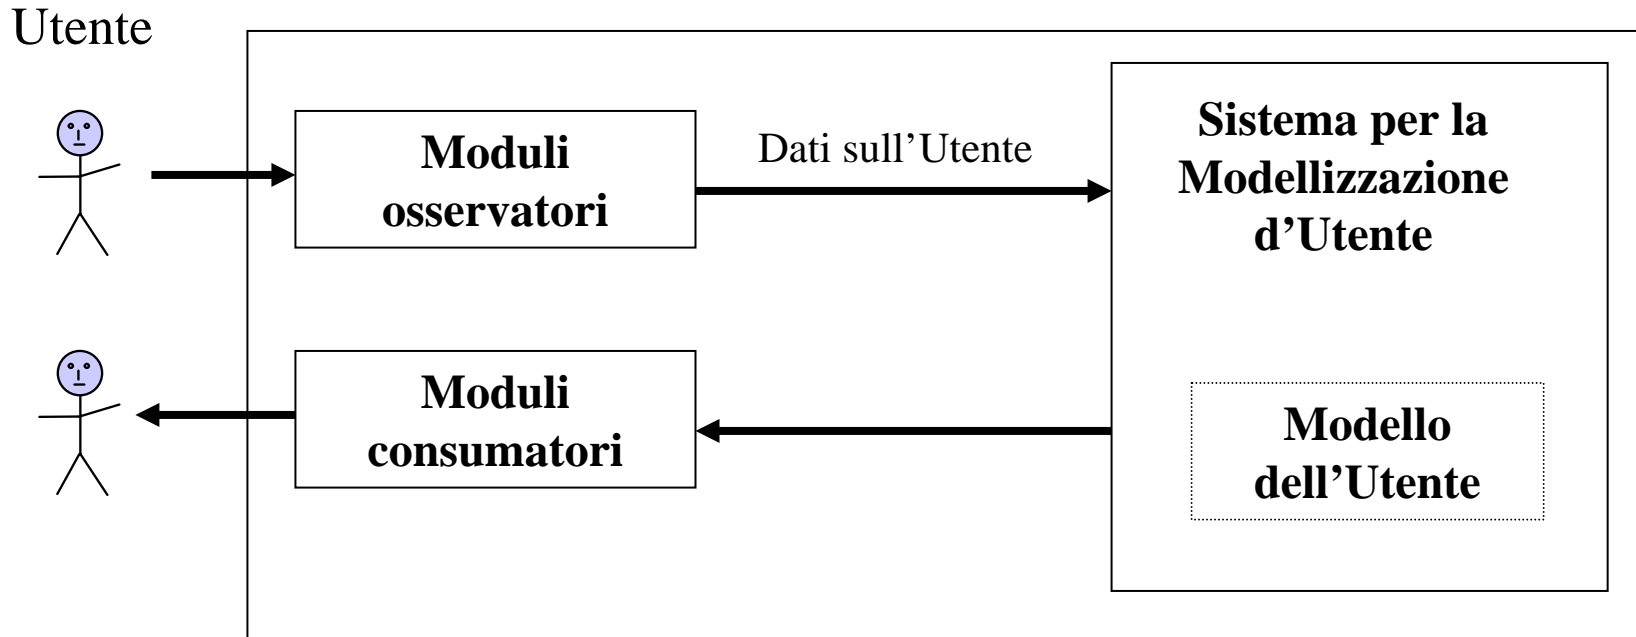 Utente
Moduli
osservatori
Dati sull’Utente
Sistema per la
Modellizzazione
d’Utente
Moduli
consumatori
Modello
dell’Utente